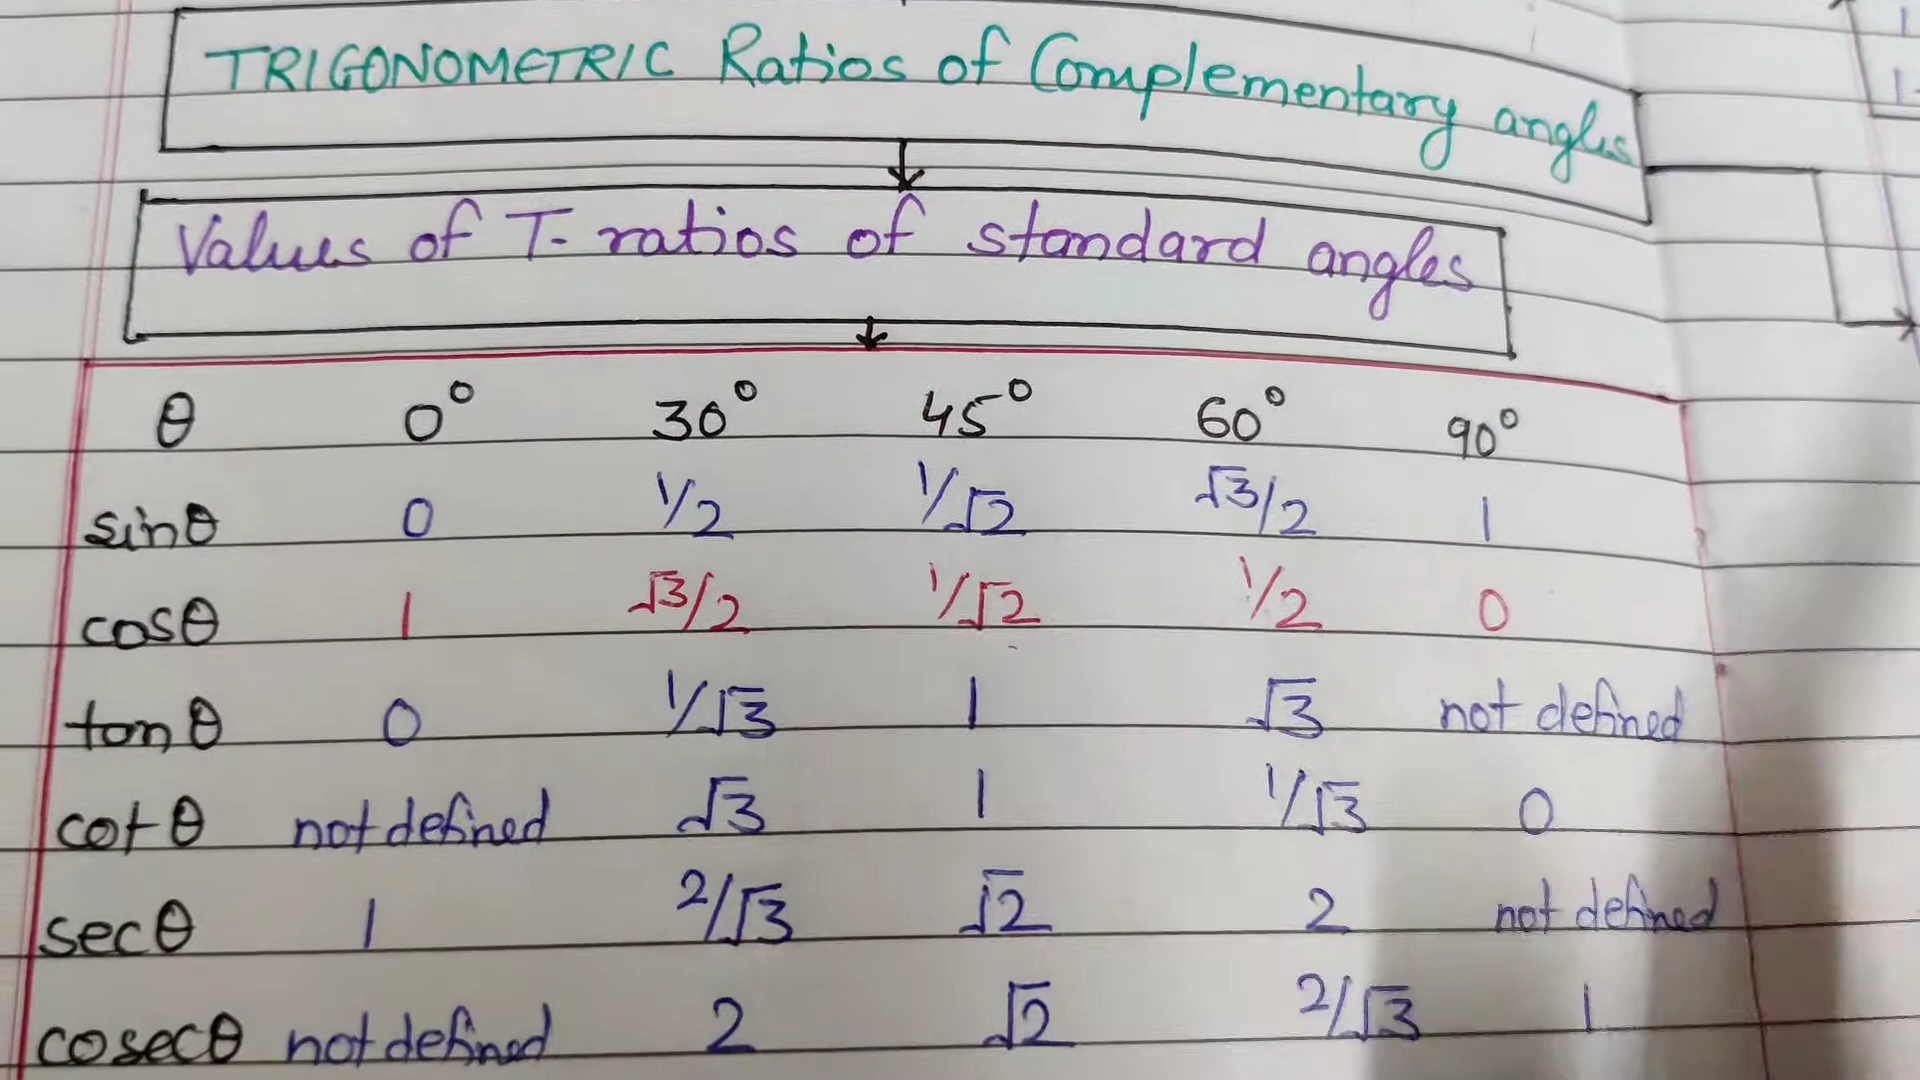 TRIGONOMETRIC Ratios of Complementary angles
Values of T- ratios of standard angles
θ 0° 30° 45° 60° 90°
sinθ 0 1/2 1/√2 √3/2 1
cosθ 1 √3/2 1/√2 1/2 0
tanθ 0 1/√3 1 √3 not defined
cotθ not defined √3 1 1/√3 0
secθ 1 2/√3 √2 2 not defined
cosecθ not defined 2 √2 2/√3 1